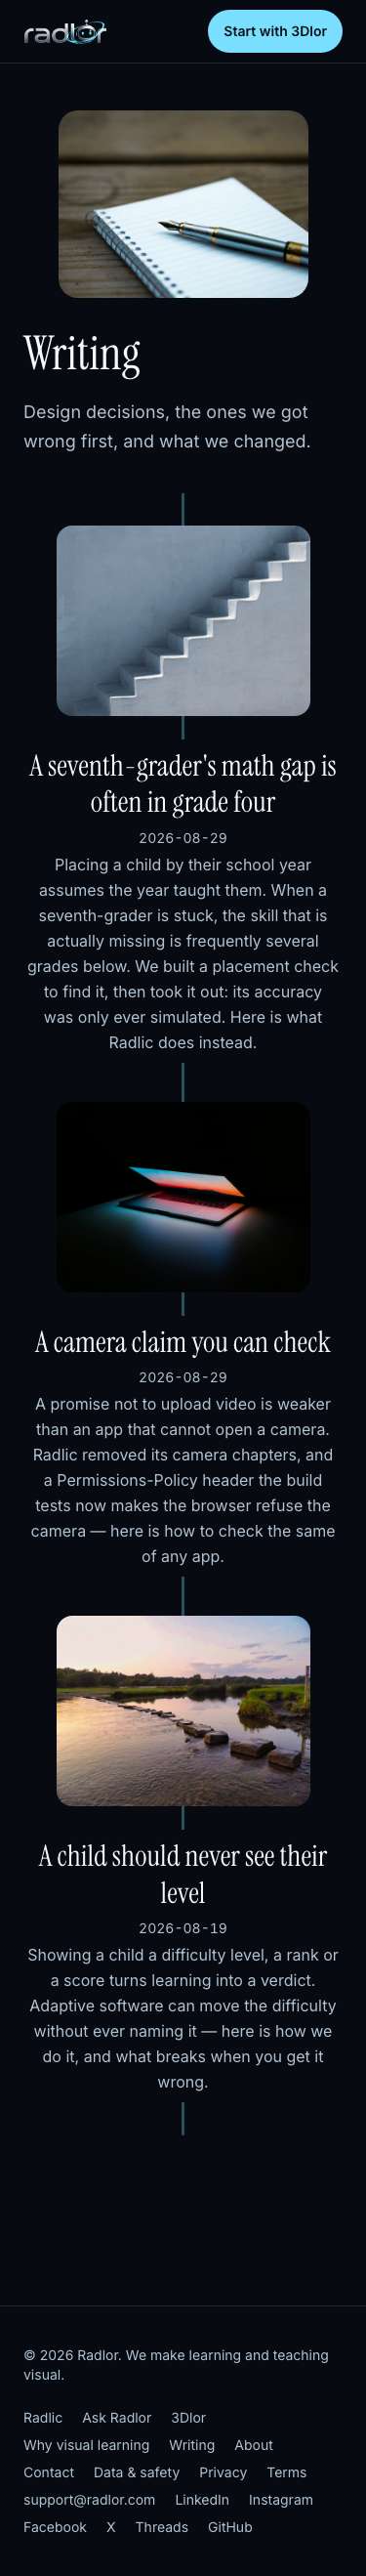 radlor
Start with 3Dlor
Writing
Design decisions, the ones we got
wrong first, and what we changed.
A seventh-grader's math gap is
often in grade four
2026-08-29
Placing a child by their school year
assumes the year taught them. When a
seventh-grader is stuck, the skill that is
actually missing is frequently several
grades below. We built a placement check
to find it, then took it out: its accuracy
was only ever simulated. Here is what
Radlic does instead.
A camera claim you can check
2026-08-29
A promise not to upload video is weaker
than an app that cannot open a camera.
Radlic removed its camera chapters, and
a Permissions-Policy header the build
tests now makes the browser refuse the
camera — here is how to check the same
of any app.
A child should never see their
level
2026-08-19
Showing a child a difficulty level, a rank or
a score turns learning into a verdict.
Adaptive software can move the difficulty
without ever naming it — here is how we
do it, and what breaks when you get it
wrong.
© 2026 Radlor. We make learning and teaching
visual.
Radlic Ask Radlor 3Dlor
Why visual learning Writing About
Contact Data & safety Privacy Terms
support@radlor.com LinkedIn Instagram
Facebook X Threads GitHub